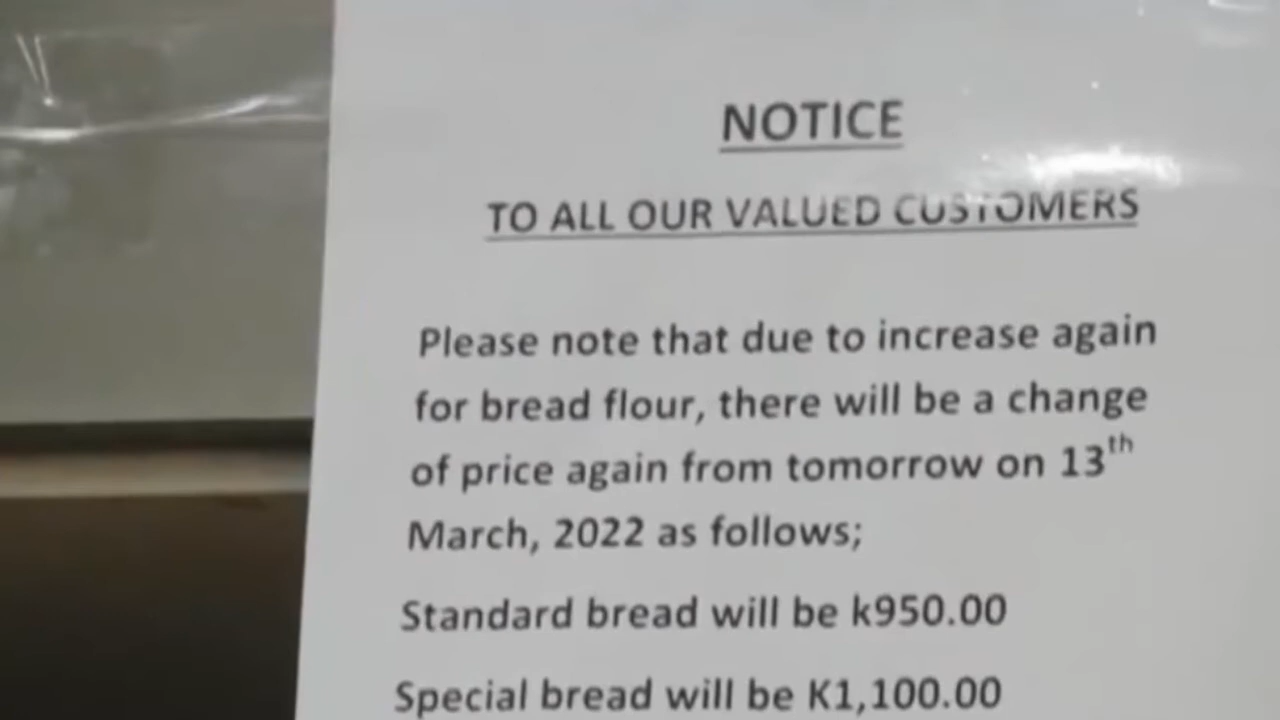 NOTICE
TO ALL OUR VALUED CUSTOMERS
Please note that due to increase again
for bread flour, there will be a change
of price again from tomorrow on 13th
March, 2022 as follows;
Standard bread will be k950.00
Special bread will be K1,100.00